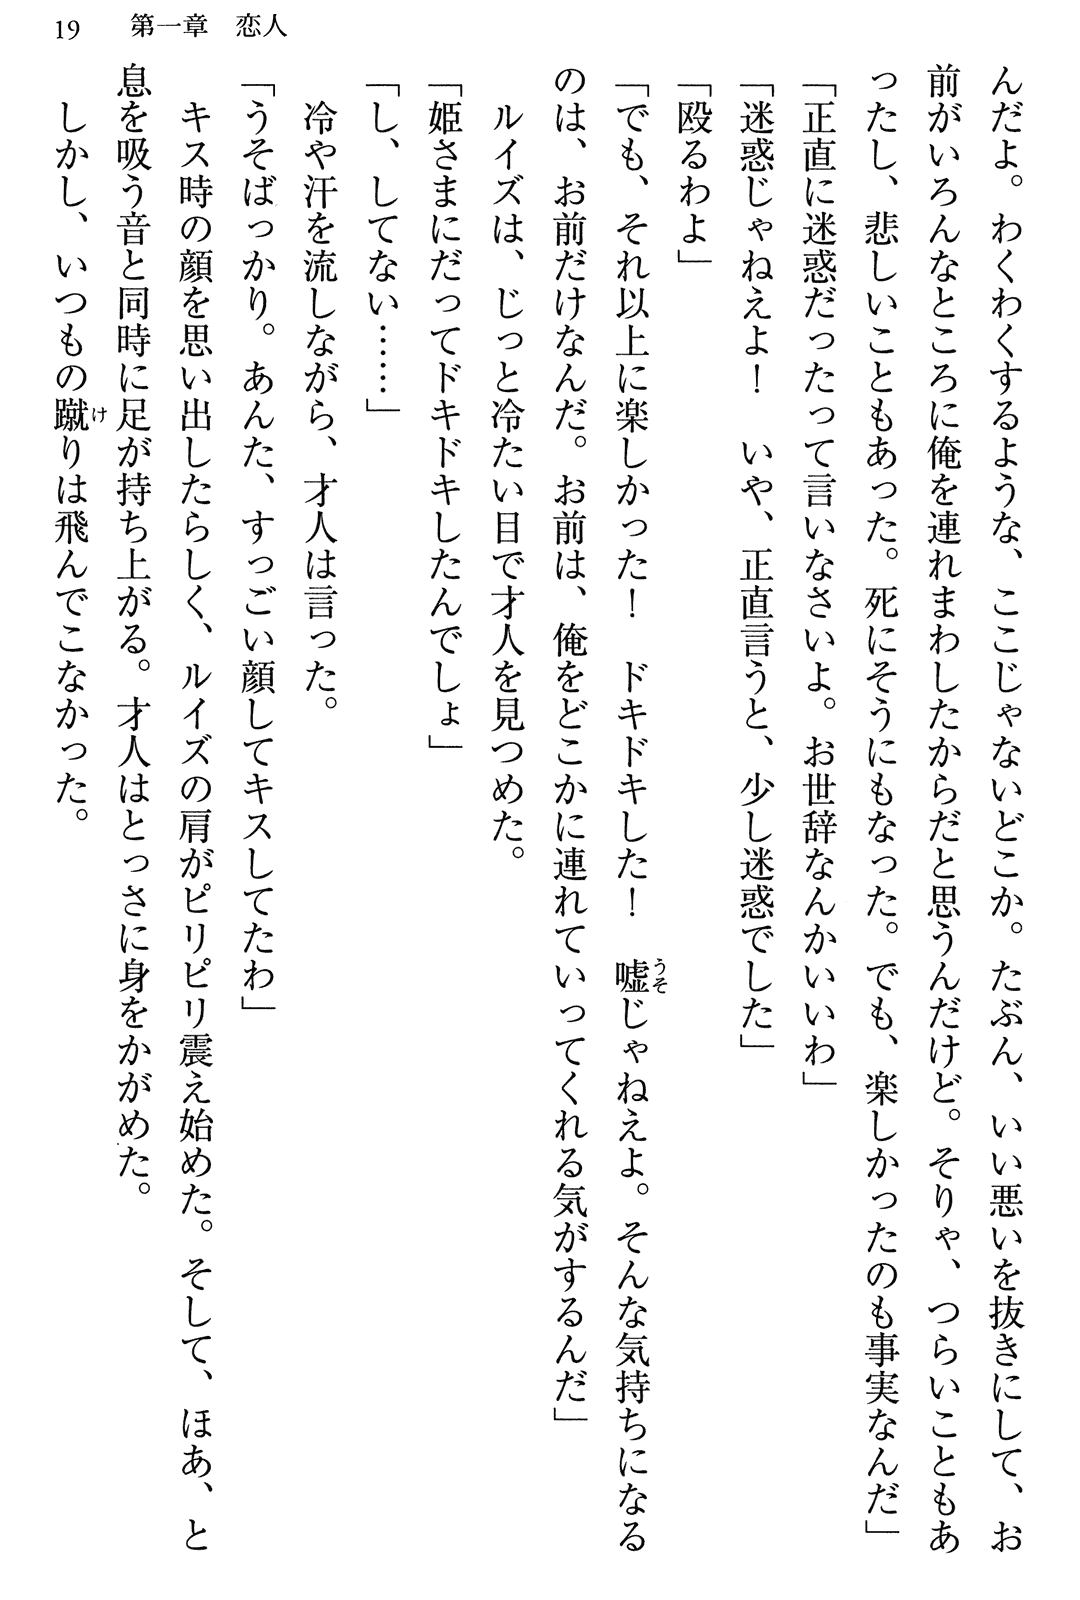 19　第一章　恋人
んだよ。わくわくするような、ここじゃないどこか。たぶん、いい悪いを抜きにして、お
前がいろんなところに俺を連れまわしたからだと思うんだけど。そりゃ、つらいこともあ
ったし、悲しいこともあった。死にそうにもなった。でも、楽しかったのも事実なんだ」
「正直に迷惑だったって言いなさいよ。お世辞なんかいいわ」
「迷惑じゃねえよ！　いや、正直言うと、少し迷惑でした」
「殴るわよ」
「でも、それ以上に楽しかった！　ドキドキした！　嘘じゃねえよ。そんな気持ちになる
のは、お前だけなんだ。お前は、俺をどこかに連れていってくれる気がするんだ」
　ルイズは、じっと冷たい目で才人を見つめた。
「姫さまにだってドキドキしたんでしょ」
「し、してない……」
　冷や汗を流しながら、才人は言った。
「うそばっかり。あんた、すっごい顔してキスしてたわ」
　キス時の顔を思い出したらしく、ルイズの肩がピリピリ震え始めた。そして、ほあ、と
息を吸う音と同時に足が持ち上がる。才人はとっさに身をかがめた。
　しかし、いつもの蹴りは飛んでこなかった。